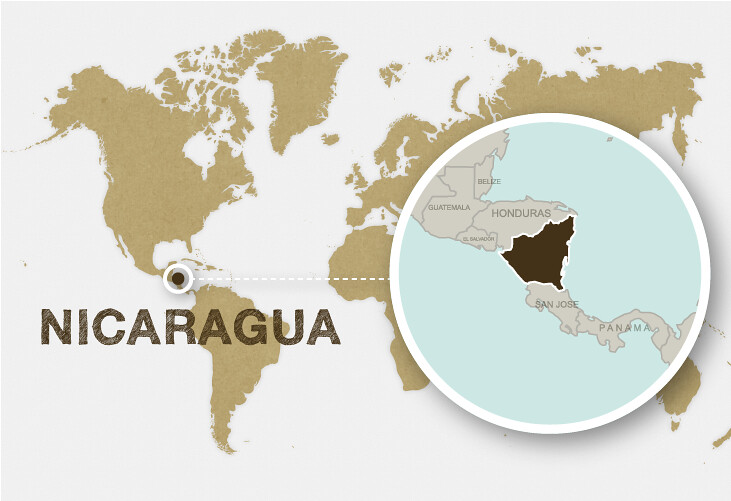 BELIZE
GUATEMALA
HONDURAS
EL SALVADOR
SAN JOSE
PANAMA
NICARAGUA